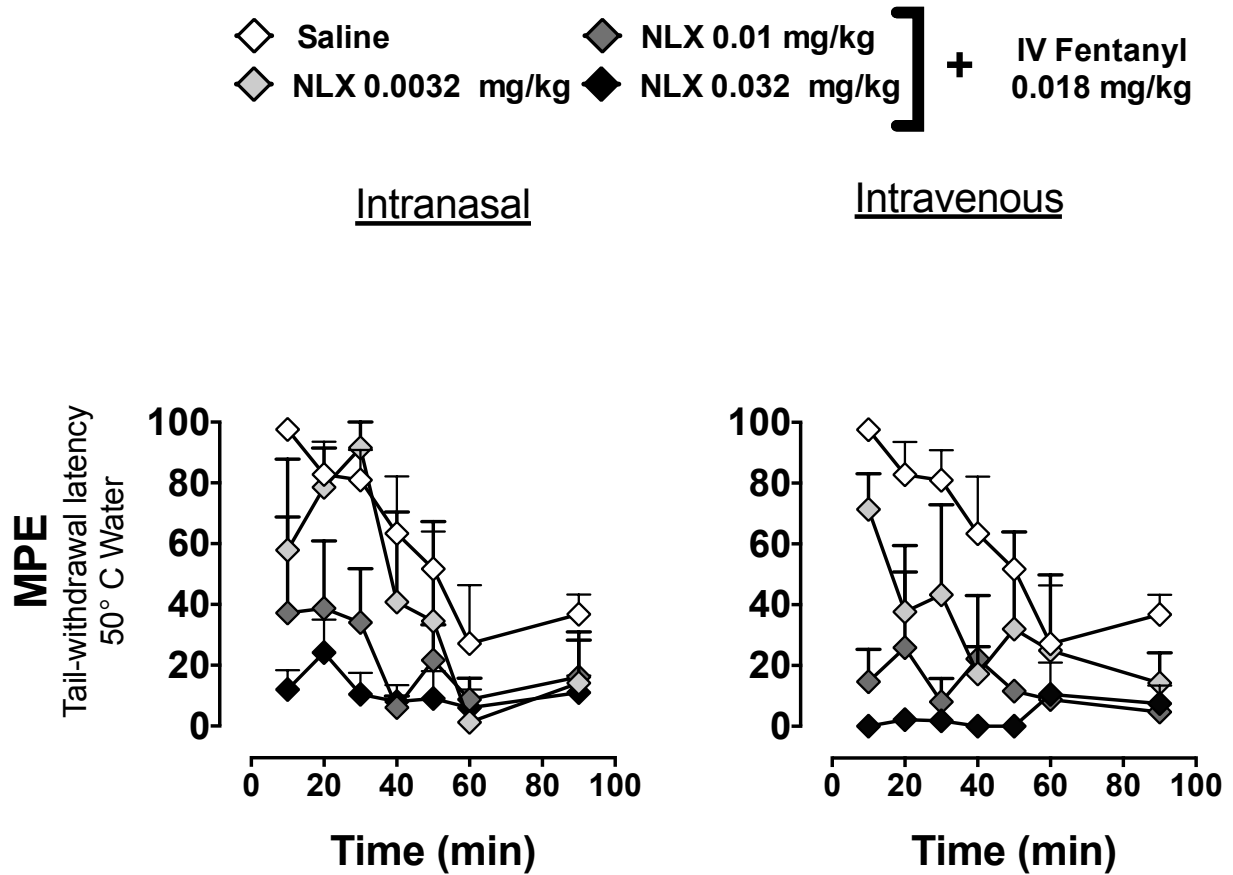 Saline
NLX 0.01 mg/kg
NLX 0.0032 mg/kg
NLX 0.032 mg/kg
+
IV Fentanyl
0.018 mg/kg
Intranasal
Intravenous
MPE
Tail-withdrawal latency
50° C Water
100
80
60
40
20
0
0 20 40 60 80 100
Time (min)
100
80
60
40
20
0
0 20 40 60 80 100
Time (min)